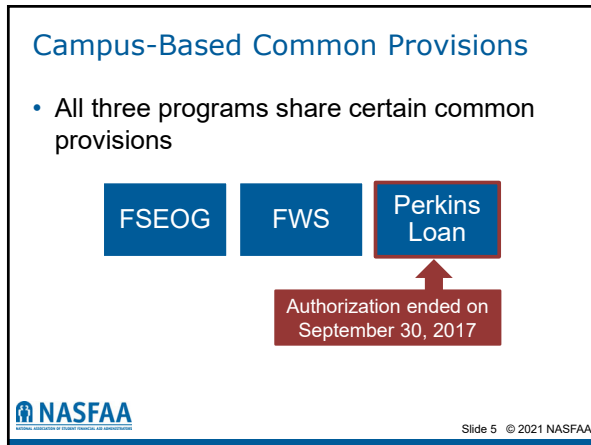 Campus-Based Common Provisions
• All three programs share certain common
provisions
FSEOG
FWS
Perkins
Loan
Authorization ended on
September 30, 2017
NASFAA
NATIONAL ASSOCIATION OF STUDENT FINANCIAL AID ADMINISTRATORS
Slide 5 © 2021 NASFAA